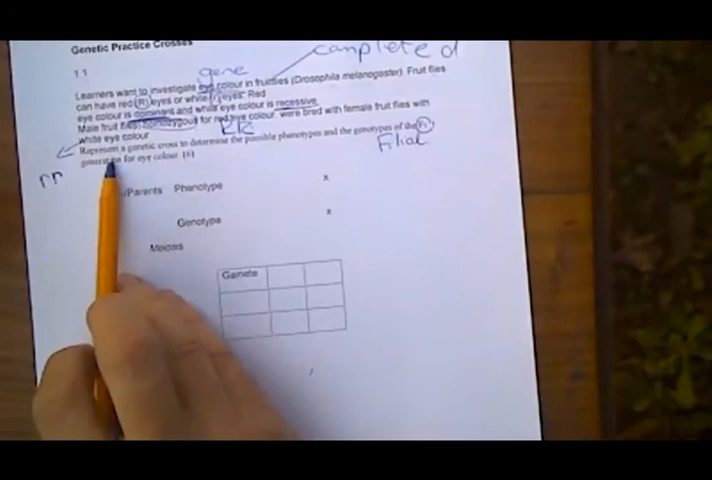 Genetic Practice Crosses
complete d
1 1
gene
Learners want to investigate eye colour in fruitflies (Drosophila melanogaster). Fruit flies
can have red (R) eyes or white (r) eyes. Red
eye colour is dominant and white eye colour is recessive.
Male fruit flies, homozygous for red eye colour, were bred with female fruit flies with
RR
white eye colour
Represent a genetic cross to determine the possible phenotypes and the genotypes of the F1
Filial
for eye colour. (6)
rr
/Parents Phenotype x
Genotype x
Meiosis
Gamete